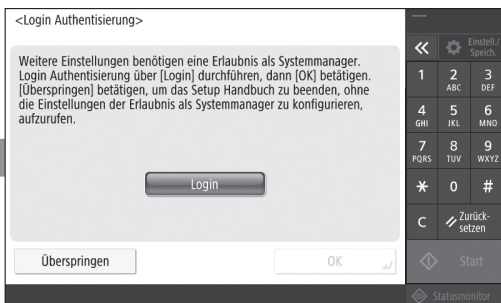 <Login Authentisierung>
Weitere Einstellungen benötigen eine Erlaubnis als Systemmanager.
Login Authentisierung über [Login] durchführen, dann [OK] betätigen.
[Überspringen] betätigen, um das Setup Handbuch zu beenden, ohne
die Einstellungen der Erlaubnis als Systemmanager zu konfigurieren,
aufzurufen.
Login
Überspringen
OK
Einstell./
Speich.
1
2
ABC
3
DEF
4
GHI
5
JKL
6
MNO
7
PQRS
8
TUV
9
WXYZ
*
0
#
C
Zurück-
setzen
Start
Statusmonitor